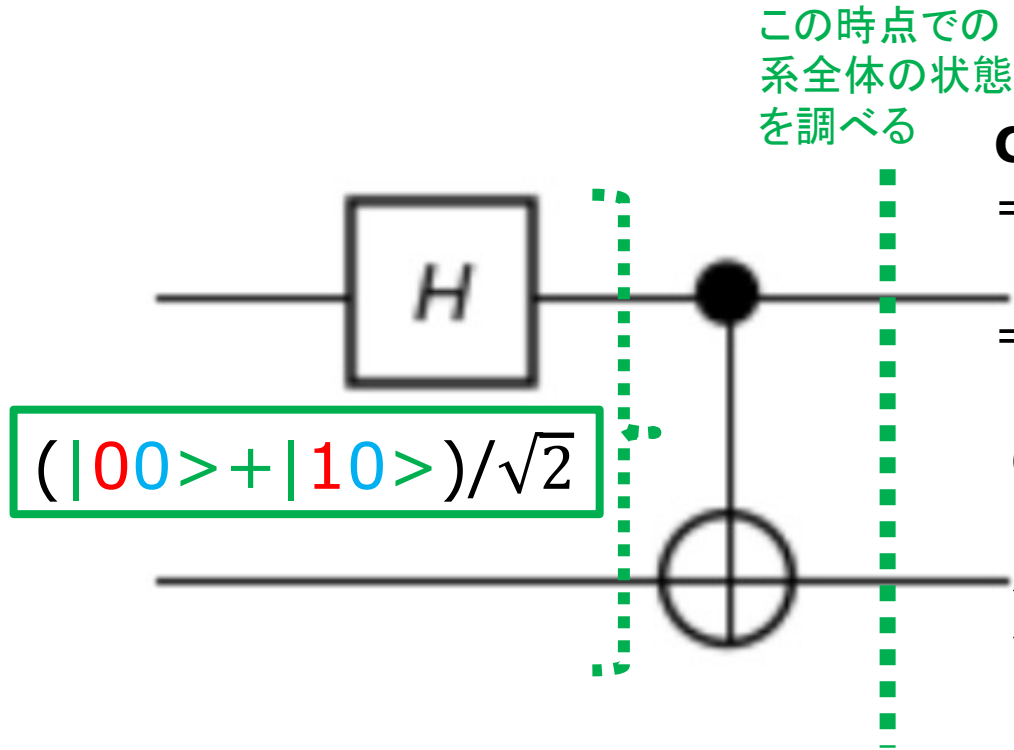 この時点での
系全体の状態
を調べる
H
(|00>+|10>)/√2
=
=